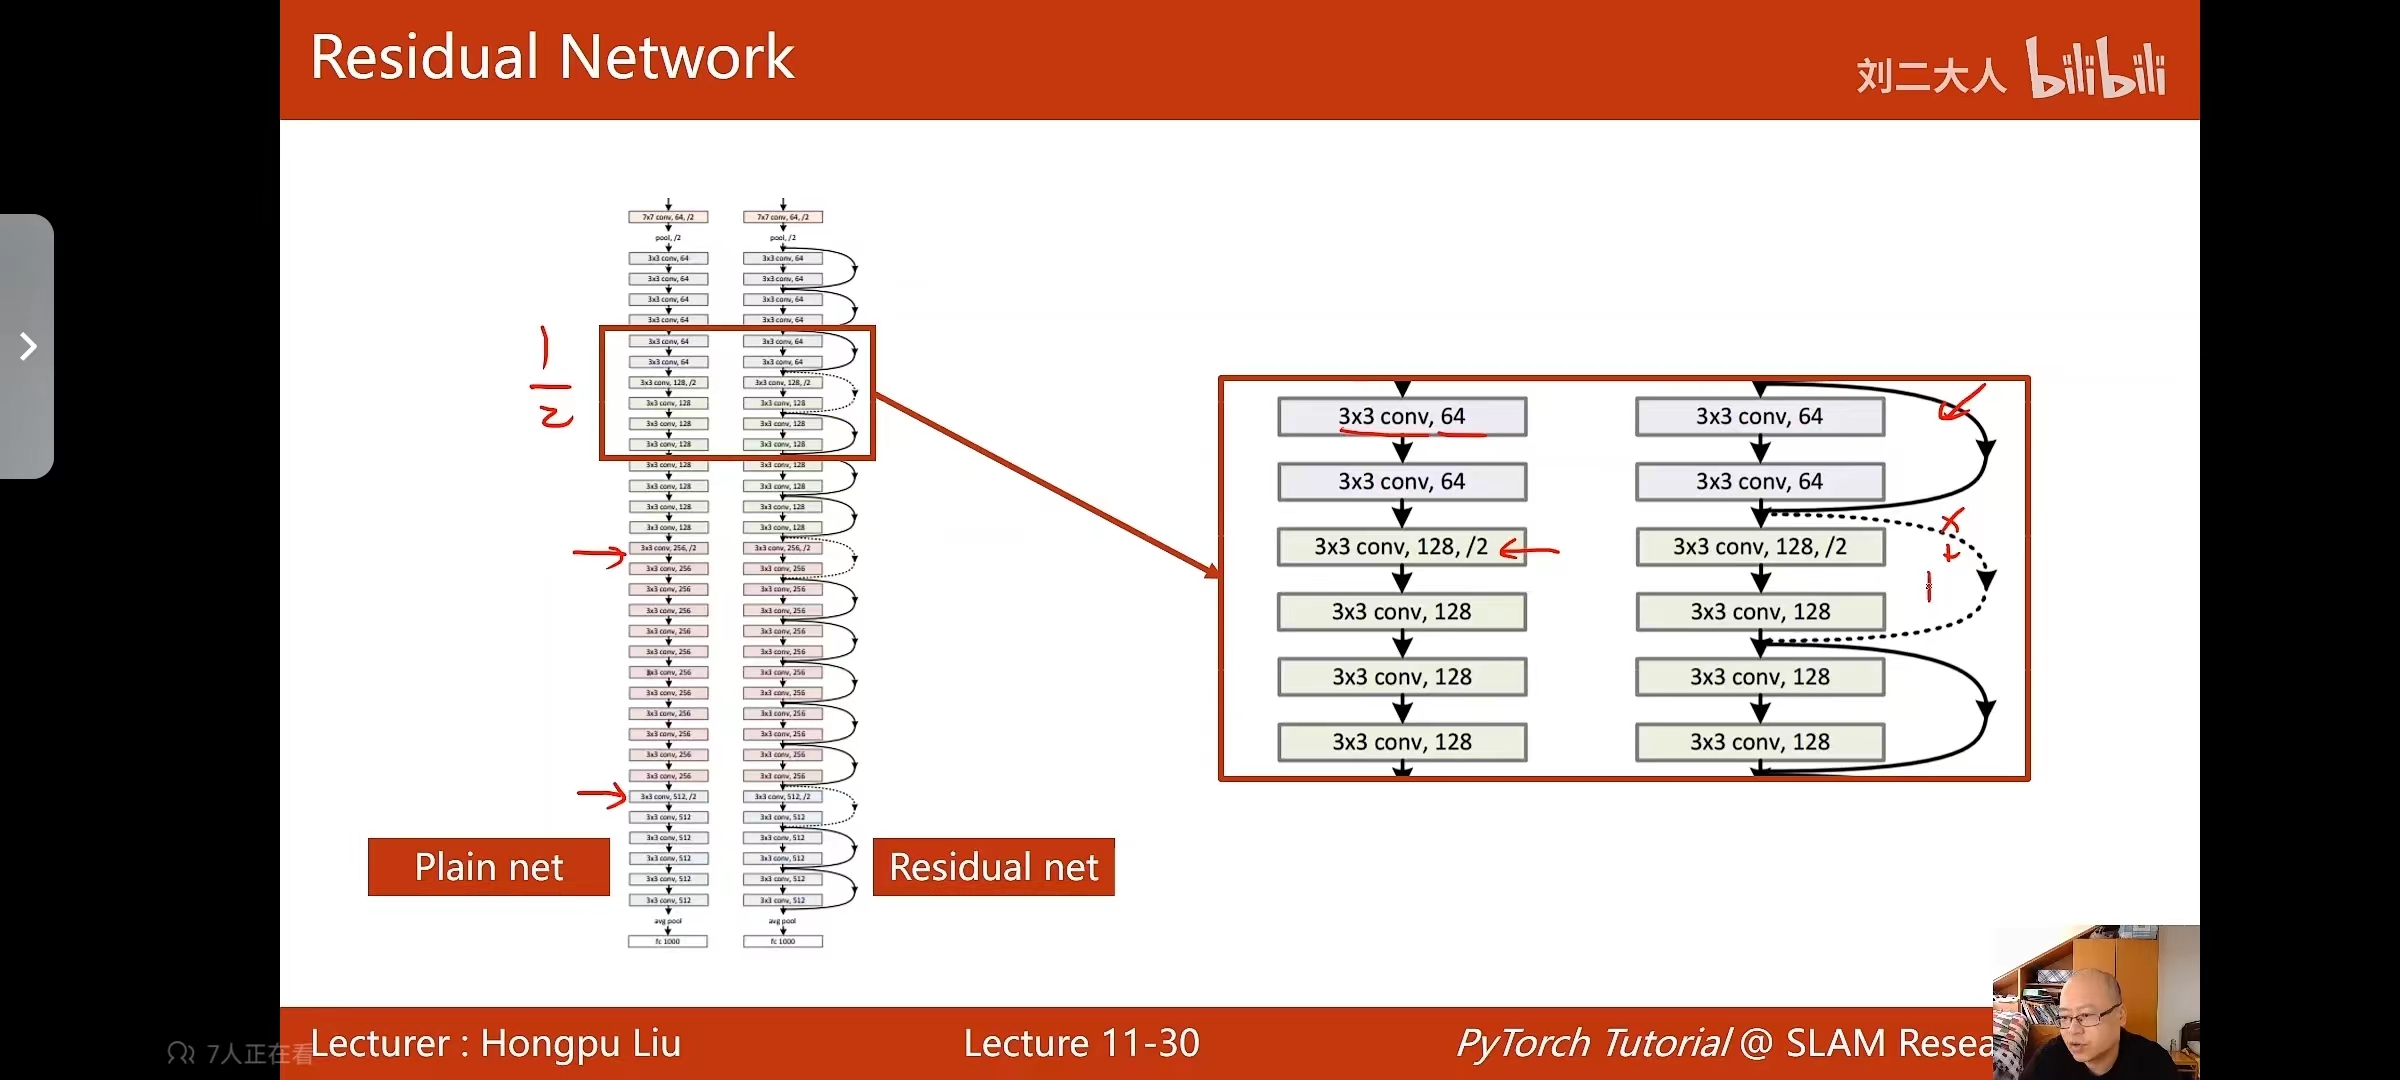 Residual Network
刘二大人 bilibili
7x7 conv, 64, /2
pool, /2
3x3 conv, 64
3x3 conv, 64
3x3 conv, 64
3x3 conv, 64
3x3 conv, 64
3x3 conv, 64
3x3 conv, 128, /2
3x3 conv, 128
3x3 conv, 128
3x3 conv, 128
3x3 conv, 128
3x3 conv, 128
3x3 conv, 128
3x3 conv, 128
3x3 conv, 256, /2
3x3 conv, 256
3x3 conv, 256
3x3 conv, 256
3x3 conv, 256
3x3 conv, 256
3x3 conv, 256
3x3 conv, 256
3x3 conv, 256
3x3 conv, 256
3x3 conv, 256
3x3 conv, 256
3x3 conv, 512, /2
3x3 conv, 512
3x3 conv, 512
3x3 conv, 512
3x3 conv, 512
3x3 conv, 512
avg pool
fc 1000
7x7 conv, 64, /2
pool, /2
3x3 conv, 64
3x3 conv, 64
3x3 conv, 64
3x3 conv, 64
3x3 conv, 64
3x3 conv, 64
3x3 conv, 128, /2
3x3 conv, 128
3x3 conv, 128
3x3 conv, 128
3x3 conv, 128
3x3 conv, 128
3x3 conv, 128
3x3 conv, 128
3x3 conv, 256, /2
3x3 conv, 256
3x3 conv, 256
3x3 conv, 256
3x3 conv, 256
3x3 conv, 256
3x3 conv, 256
3x3 conv, 256
3x3 conv, 256
3x3 conv, 256
3x3 conv, 256
3x3 conv, 256
3x3 conv, 512, /2
3x3 conv, 512
3x3 conv, 512
3x3 conv, 512
3x3 conv, 512
3x3 conv, 512
avg pool
fc 1000
1
2
Plain net
Residual net
3x3 conv, 64
3x3 conv, 64
3x3 conv, 128, /2
3x3 conv, 128
3x3 conv, 128
3x3 conv, 128
3x3 conv, 64
3x3 conv, 64
3x3 conv, 128, /2
3x3 conv, 128
3x3 conv, 128
3x3 conv, 128
x
1
7人正在看
Lecturer : Hongpu Liu
Lecture 11-30
PyTorch Tutorial @ SLAM Resea